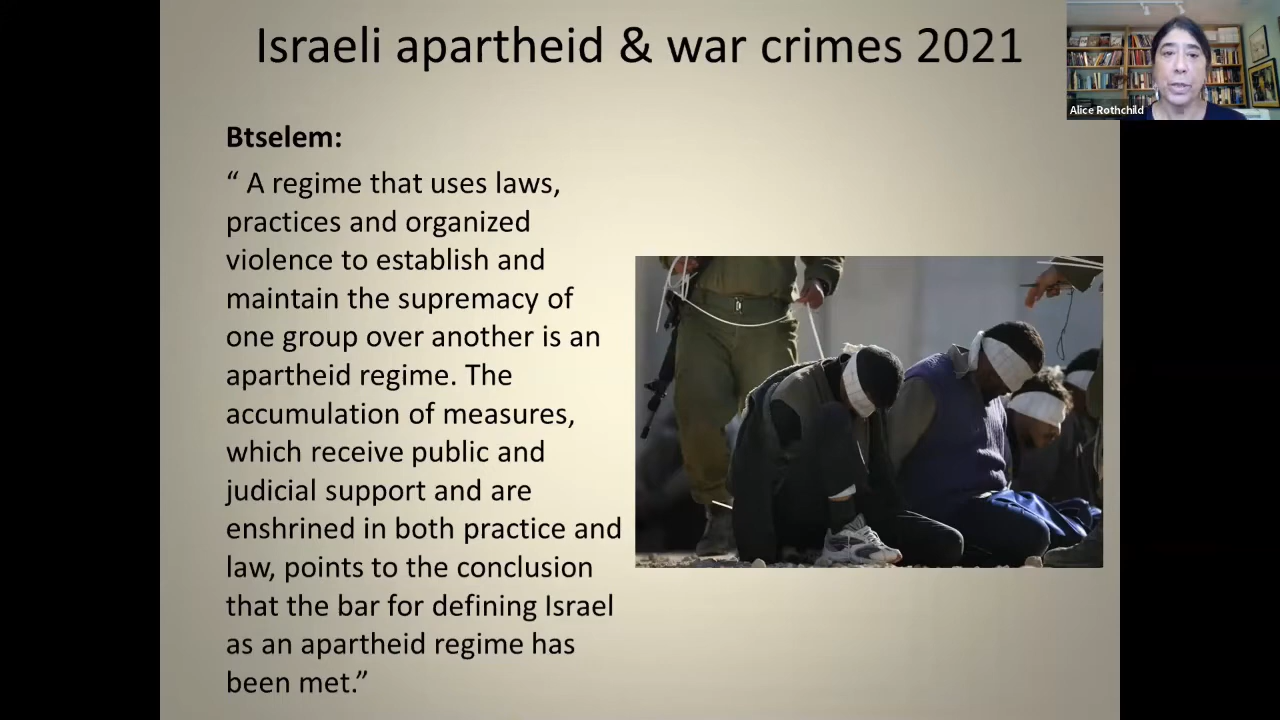 Israeli apartheid & war crimes 2021
Alice Rothchild
Btselem:
“ A regime that uses laws,
practices and organized
violence to establish and
maintain the supremacy of
one group over another is an
apartheid regime. The
accumulation of measures,
which receive public and
judicial support and are
enshrined in both practice and
law, points to the conclusion
that the bar for defining Israel
as an apartheid regime has
been met.”